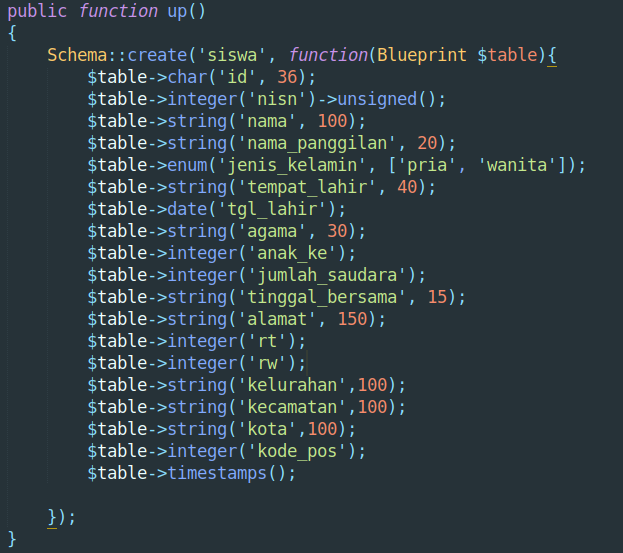 public function up()
{
    Schema::create('siswa', function(Blueprint $table){
        $table->char('id', 36);
        $table->integer('nisn')->unsigned();
        $table->string('nama', 100);
        $table->string('nama_panggilan', 20);
        $table->enum('jenis_kelamin', ['pria', 'wanita']);
        $table->string('tempat_lahir', 40);
        $table->date('tgl_lahir');
        $table->string('agama', 30);
        $table->integer('anak_ke');
        $table->integer('jumlah_saudara');
        $table->string('tinggal_bersama', 15);
        $table->string('alamat', 150);
        $table->integer('rt');
        $table->integer('rw');
        $table->string('kelurahan',100);
        $table->string('kecamatan',100);
        $table->string('kota',100);
        $table->integer('kode_pos');
        $table->timestamps();

    });
}